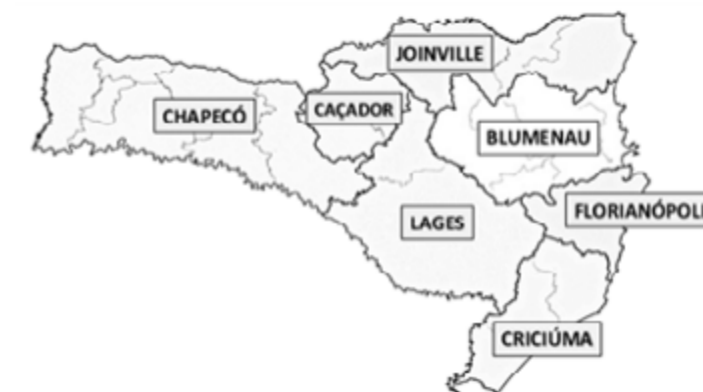 JOINVILLE
CHAPECÓ
CAÇADOR
BLUMENAU
LAGES
FLORIANÓPOLI
CRICIÚMA